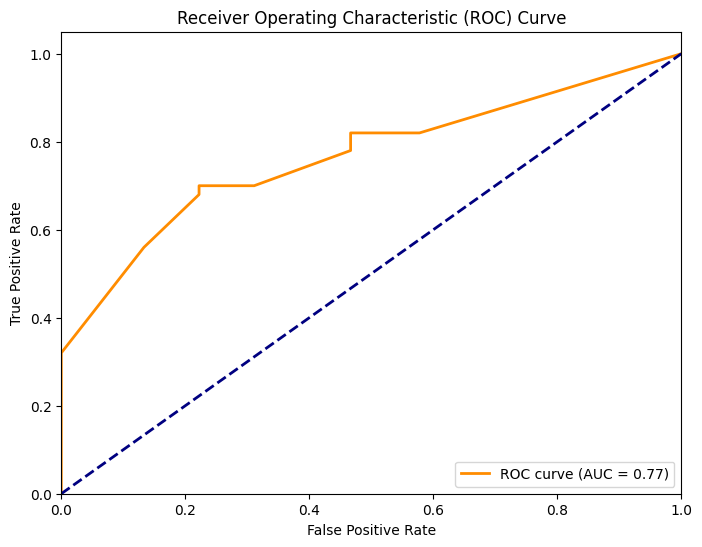 Receiver Operating Characteristic (ROC) Curve
1.0
0.8
0.6
0.4
0.2
0.0
True Positive Rate
ROC curve (AUC = 0.77)
0.0 0.2 0.4 0.6 0.8 1.0
False Positive Rate